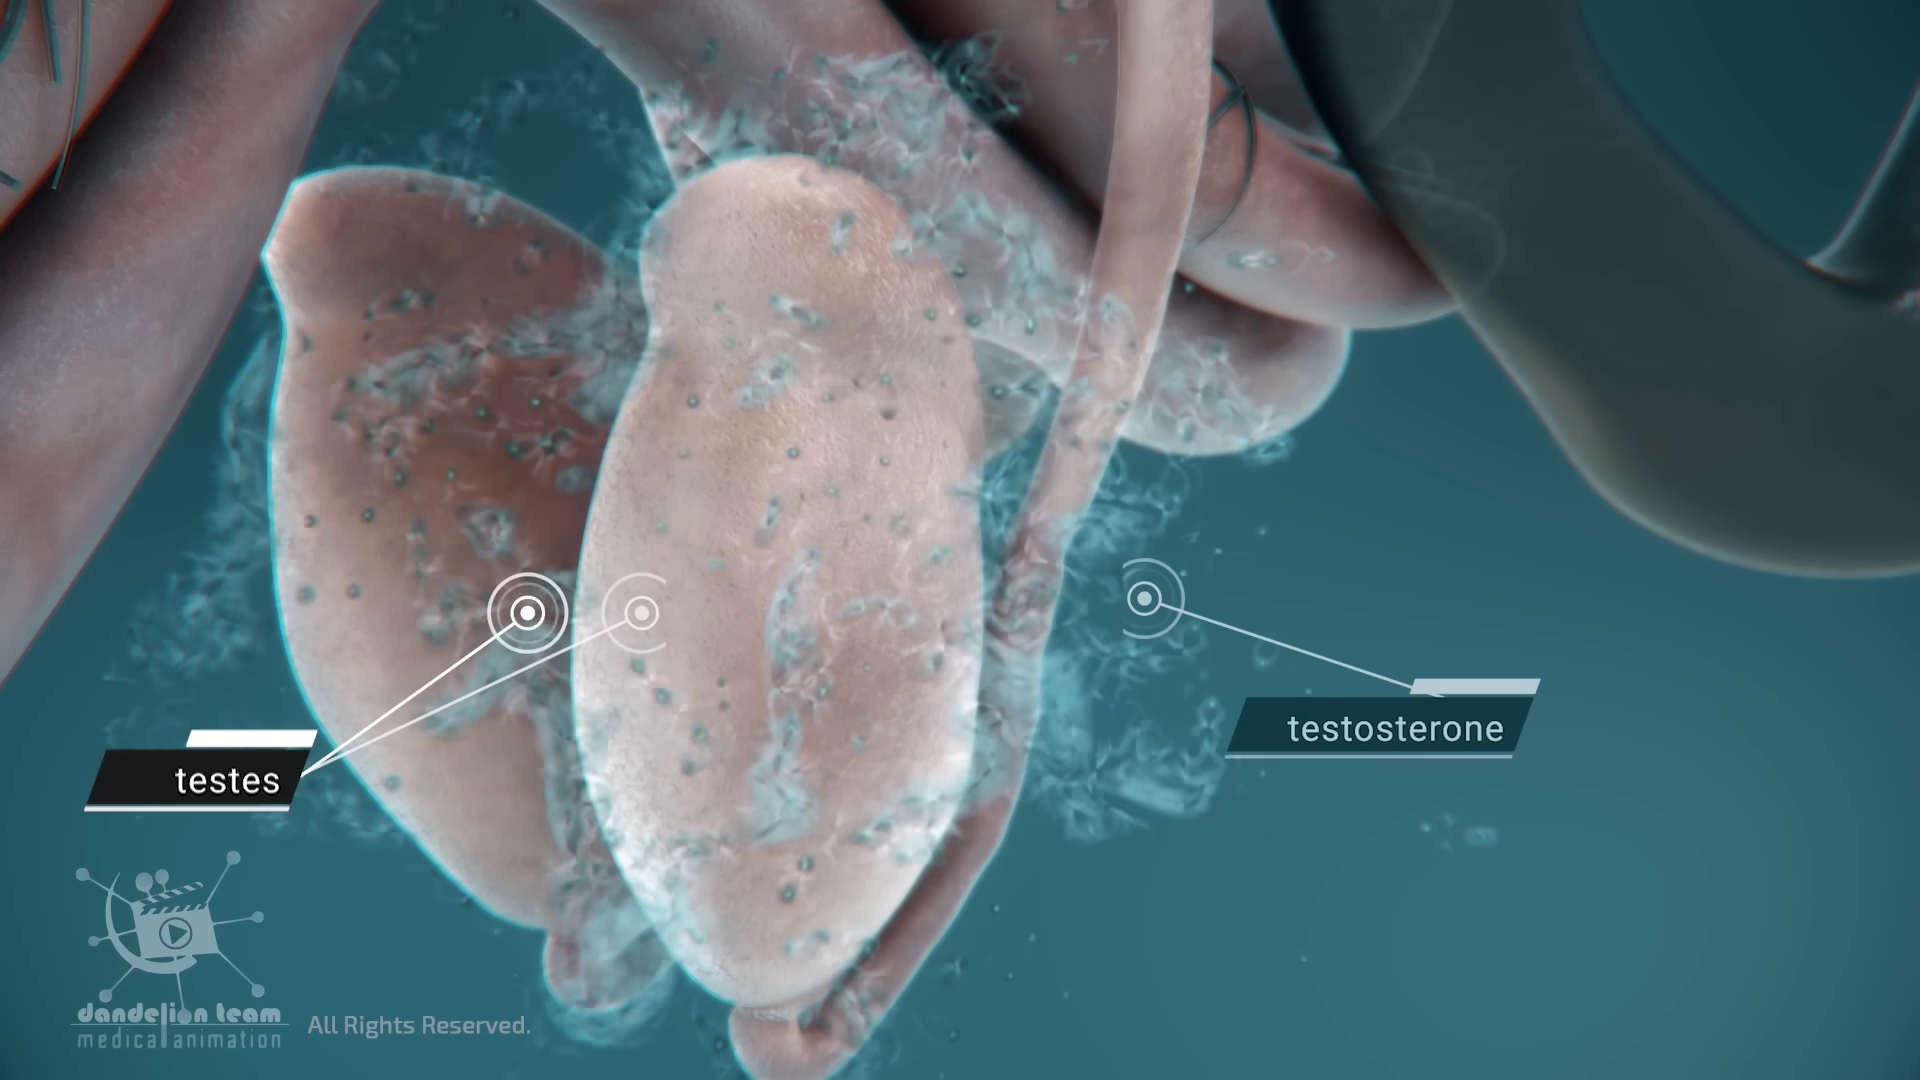 testosterone
testes
dandelion team
medical animation
All Rights Reserved.